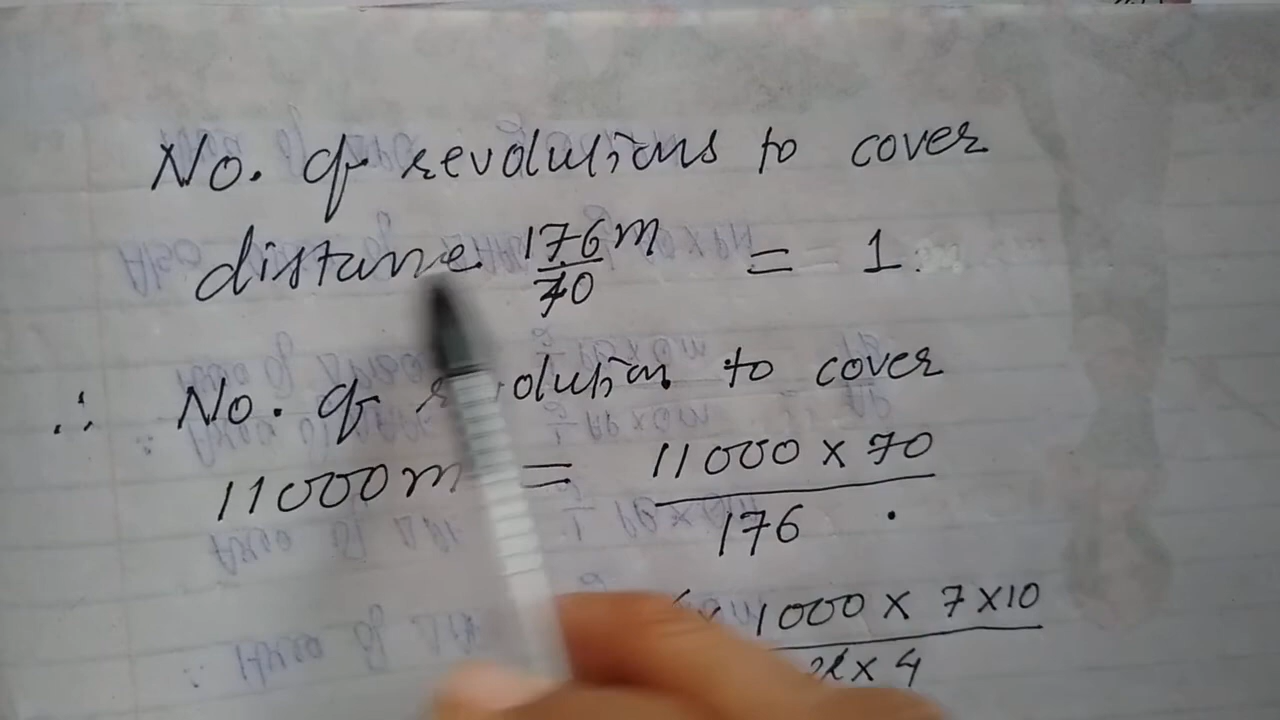 No. of revolutions to cover
distance 176/70 m = 1.
∴ No. of revolution to cover
11000m = 11000 × 70 / 176
1000 × 7 × 10
× 4